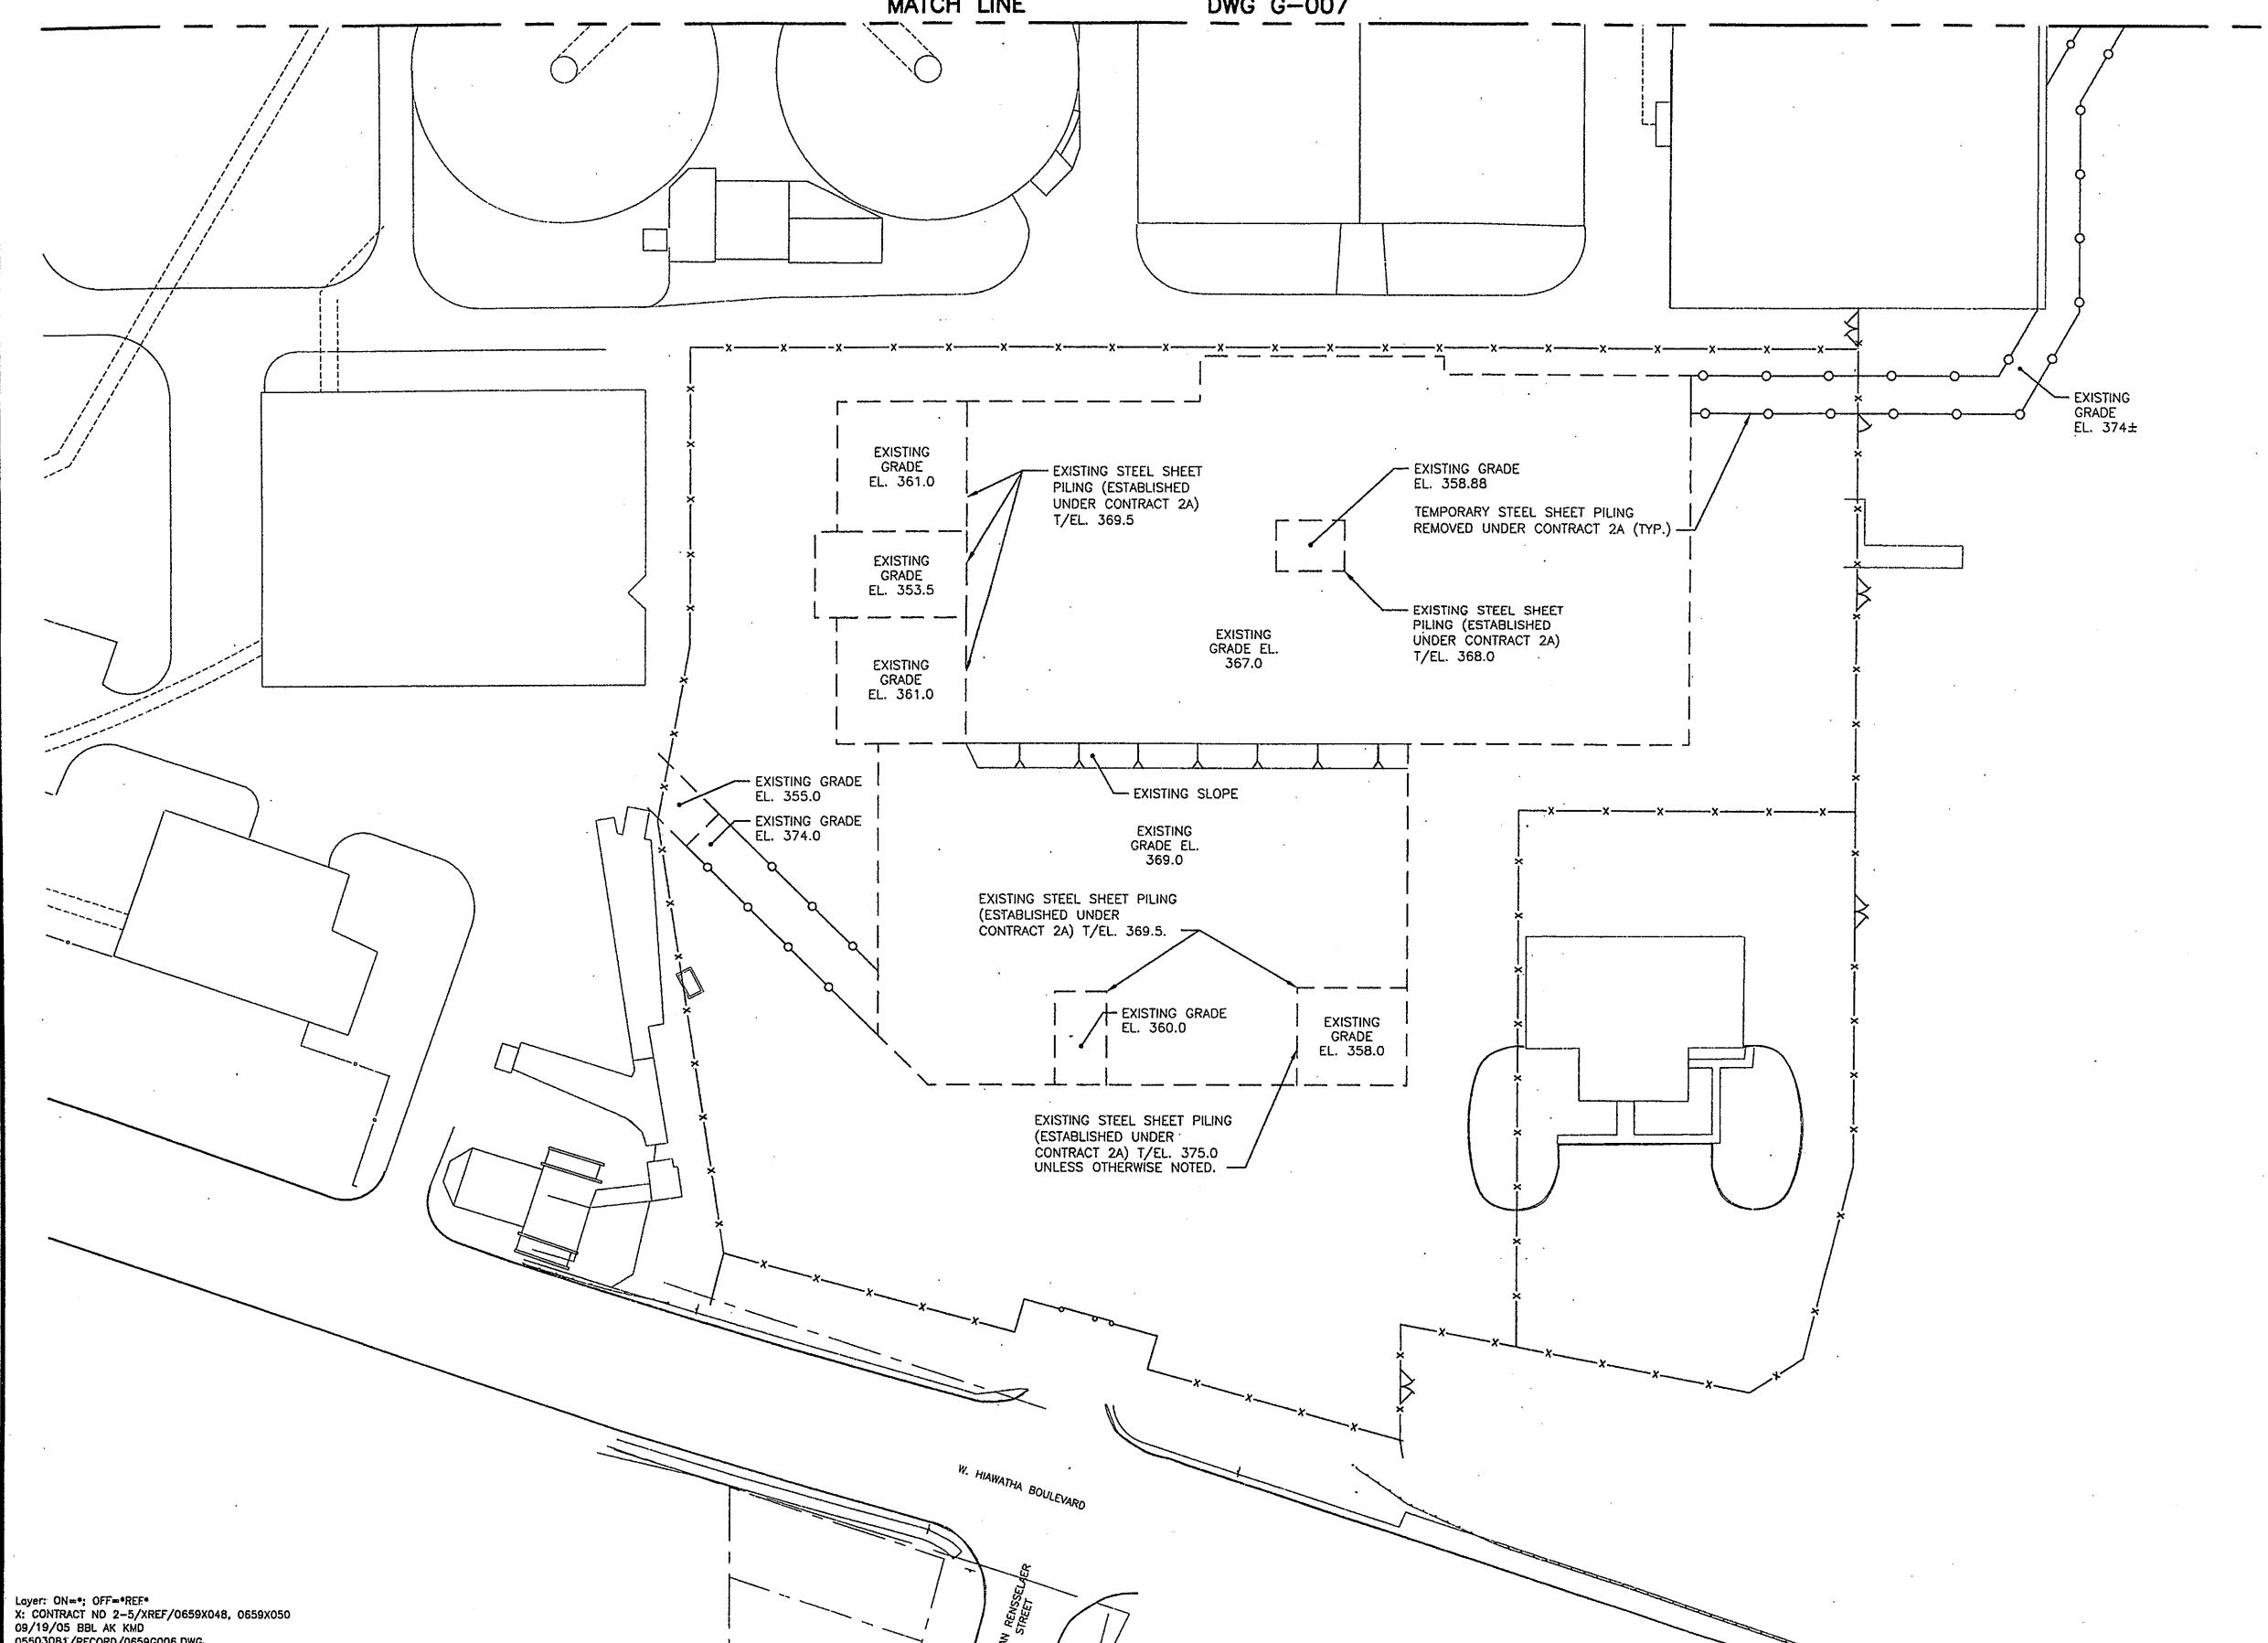 MATCH LINE DWG G-007
EXISTING
GRADE
EL. 374±
EXISTING
GRADE
EL. 361.0
EXISTING STEEL SHEET
PILING (ESTABLISHED
UNDER CONTRACT 2A)
T/EL. 369.5
EXISTING GRADE
EL. 358.88
TEMPORARY STEEL SHEET PILING
REMOVED UNDER CONTRACT 2A (TYP.)
EXISTING
GRADE
EL. 353.5
EXISTING STEEL SHEET
PILING (ESTABLISHED
UNDER CONTRACT 2A)
T/EL. 368.0
EXISTING
GRADE EL.
367.0
EXISTING
GRADE
EL. 361.0
EXISTING GRADE
EL. 355.0
EXISTING GRADE
EL. 374.0
EXISTING SLOPE
EXISTING
GRADE EL.
369.0
EXISTING STEEL SHEET PILING
(ESTABLISHED UNDER
CONTRACT 2A) T/EL. 369.5.
EXISTING GRADE
EL. 360.0
EXISTING
GRADE
EL. 358.0
EXISTING STEEL SHEET PILING
(ESTABLISHED UNDER
CONTRACT 2A) T/EL. 375.0
UNLESS OTHERWISE NOTED.
W. HIAWATHA BOULEVARD
RENSSELAER
STREET
Layer: ON=*; OFF=*REF*
X: CONTRACT NO 2-5/XREF/0659X048, 0659X050
09/19/05 BBL AK KMD
05503081/RECORD/0659G006.DWG